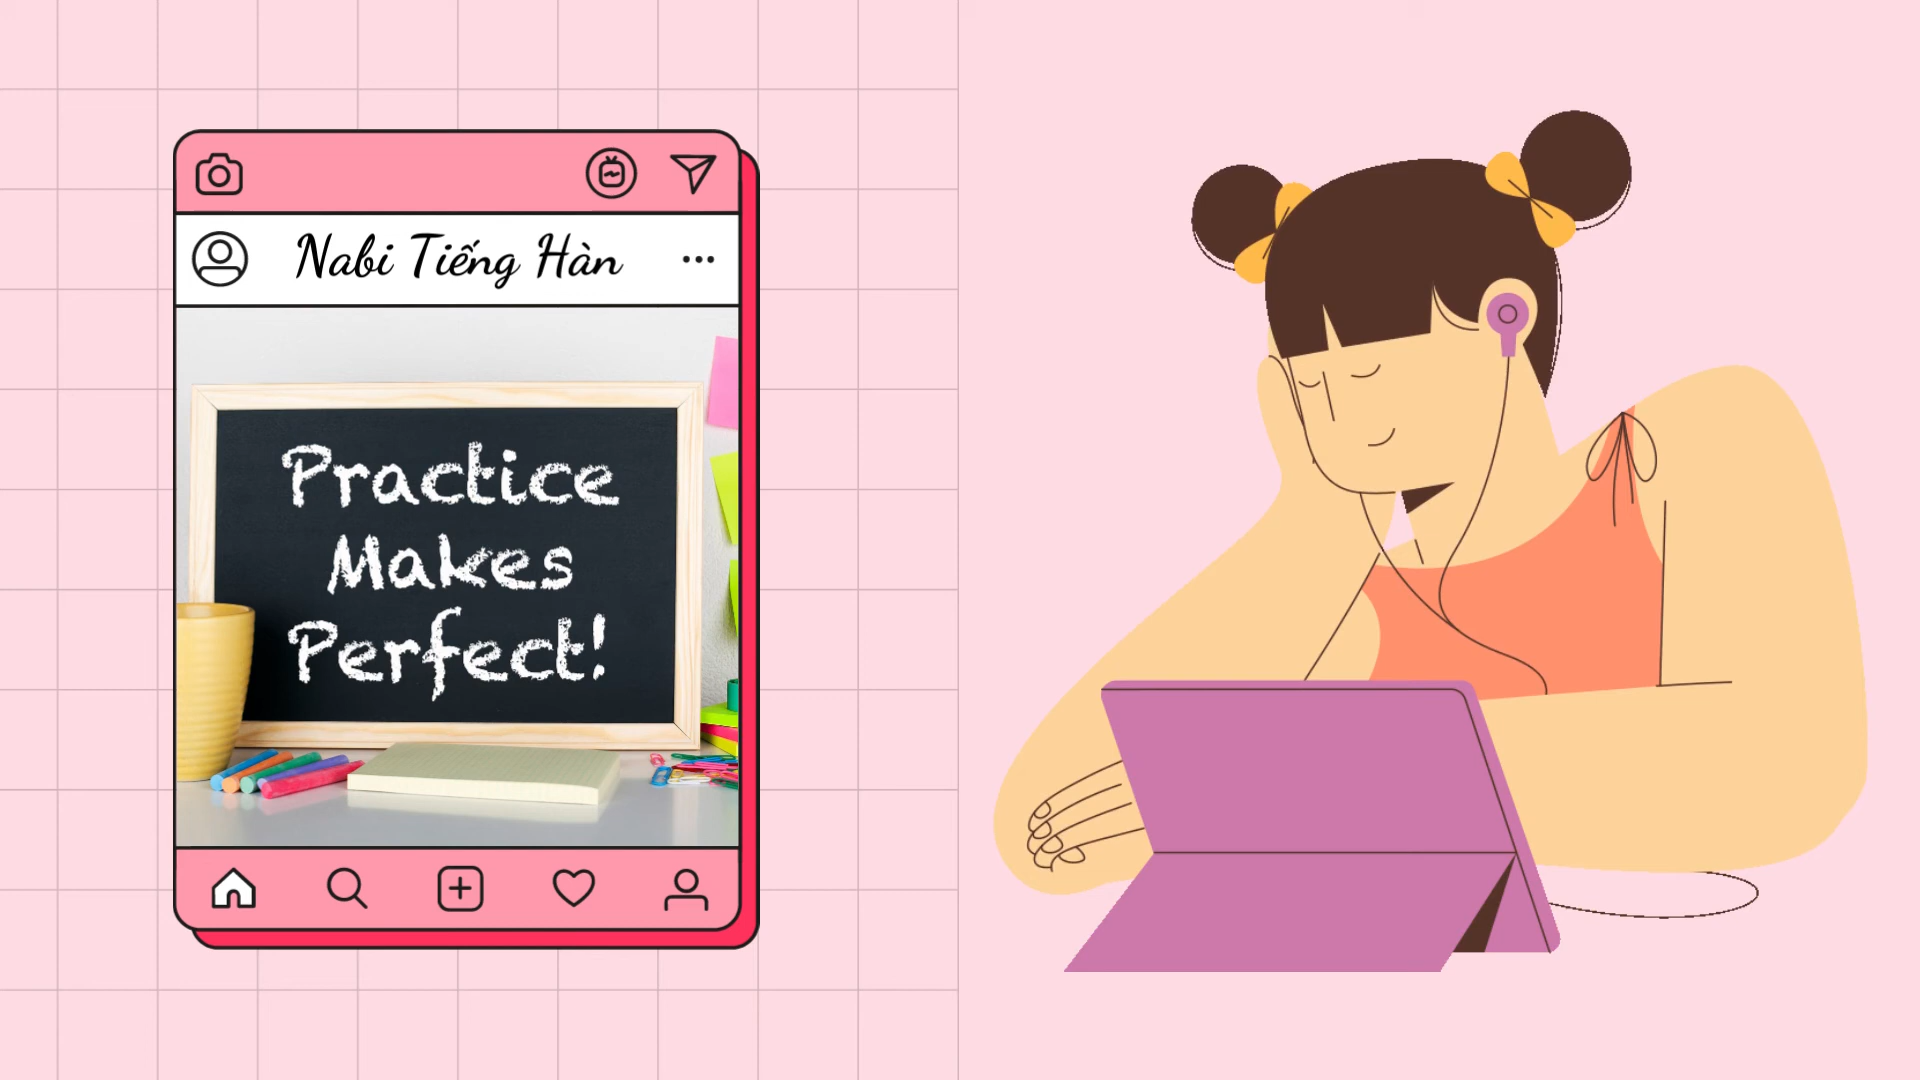 Nabi Tiếng Hàn
Practice
Makes
Perfect!